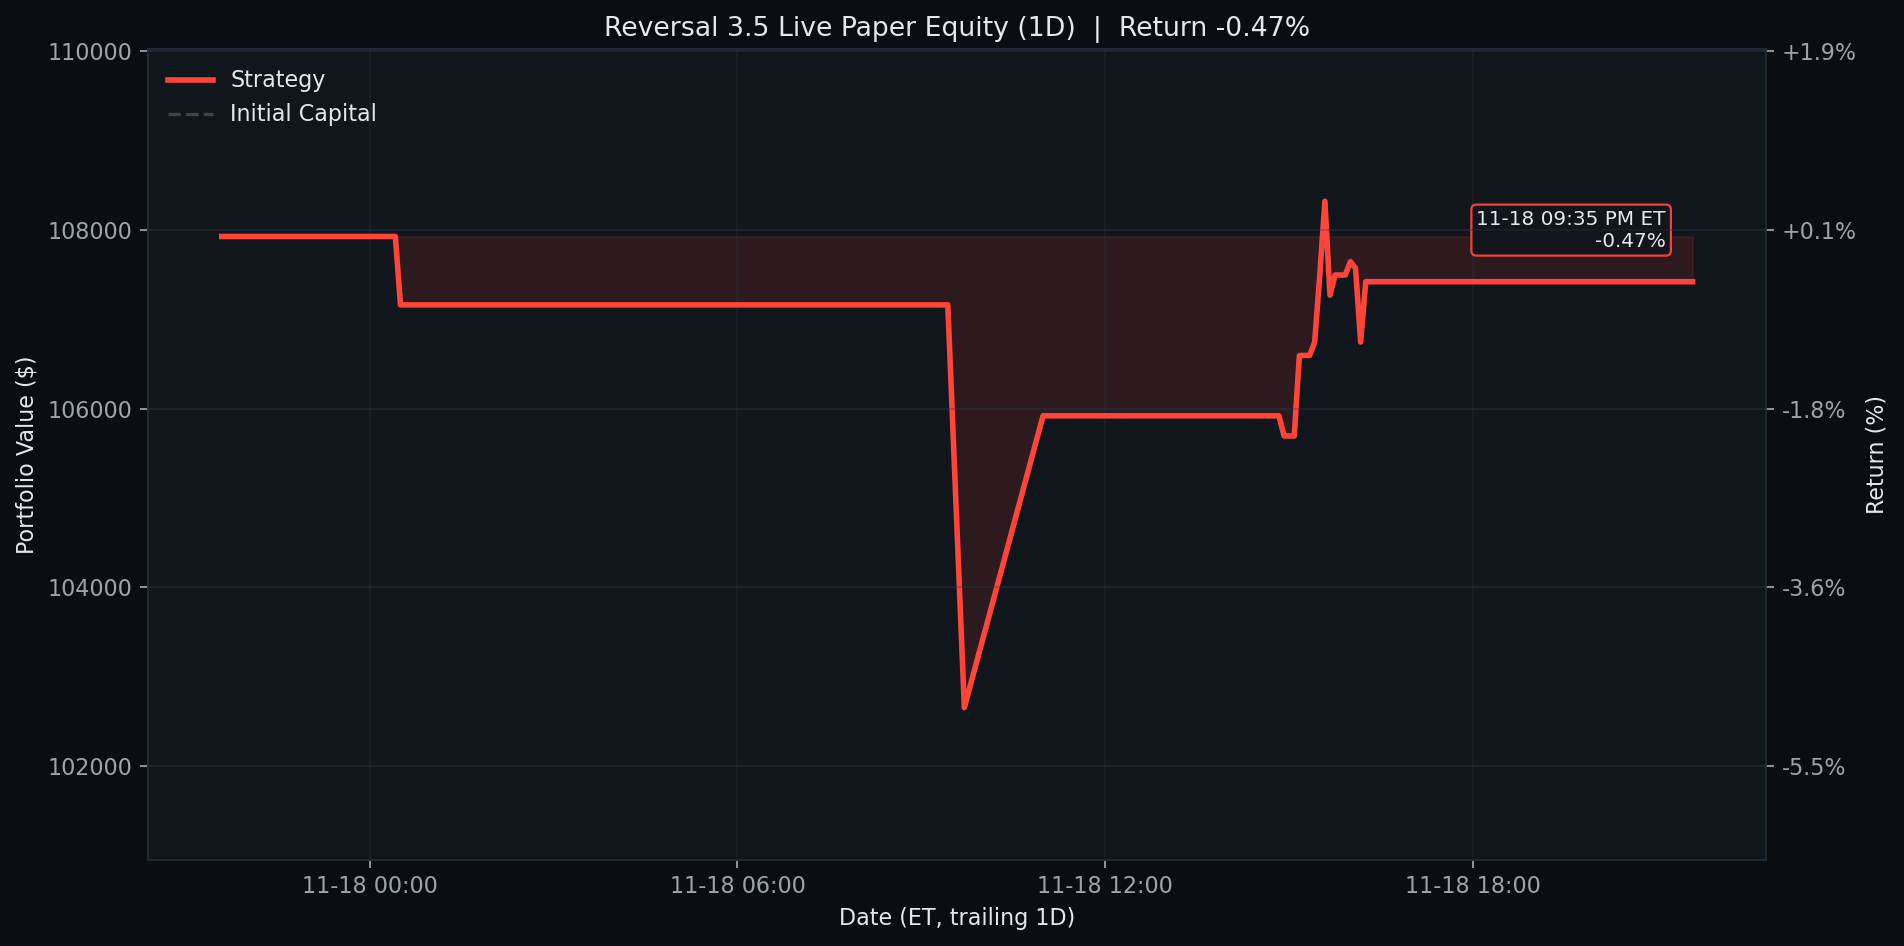 Reversal 3.5 Live Paper Equity (1D) | Return -0.47%
Strategy
Initial Capital
11-18 09:35 PM ET
-0.47%
Portfolio Value ($)
110000
108000
106000
104000
102000
+1.9%
+0.1%
-1.8%
-3.6%
-5.5%
Return (%)
11-18 00:00
11-18 06:00
11-18 12:00
11-18 18:00
Date (ET, trailing 1D)